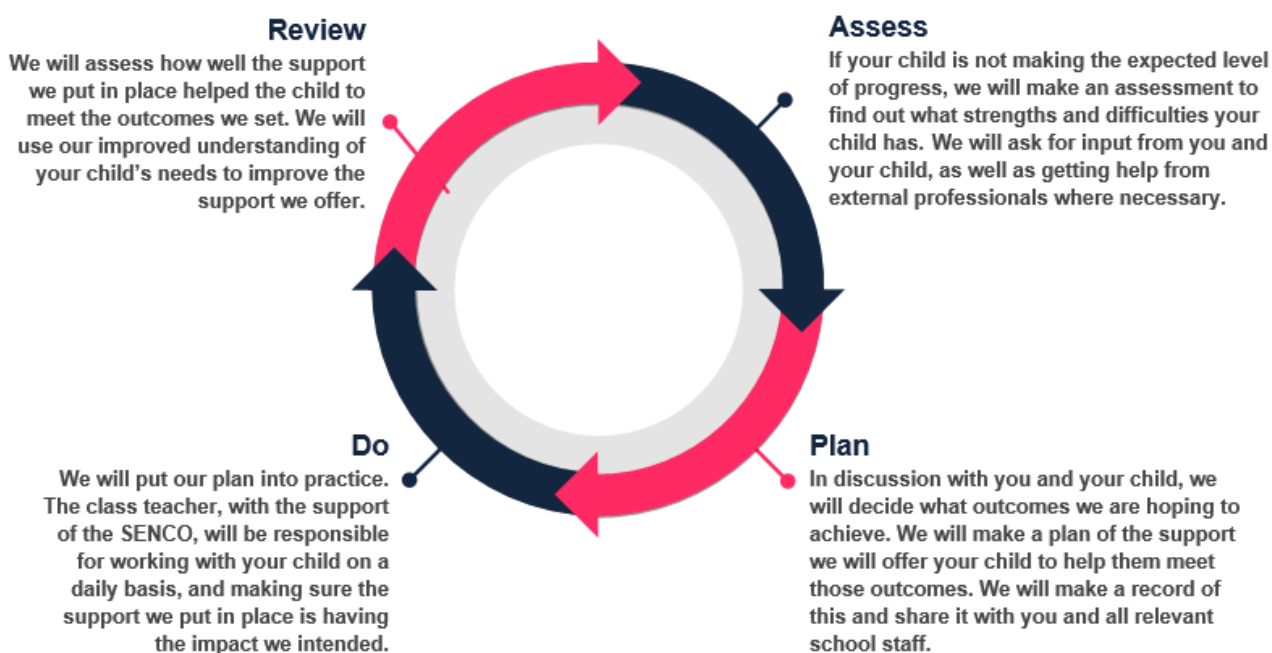 Review
We will assess how well the support
we put in place helped the child to
meet the outcomes we set. We will
use our improved understanding of
your child’s needs to improve the
support we offer.
Assess
If your child is not making the expected level
of progress, we will make an assessment to
find out what strengths and difficulties your
child has. We will ask for input from you and
your child, as well as getting help from
external professionals where necessary.
Do
We will put our plan into practice.
The class teacher, with the support
of the SENCO, will be responsible
for working with your child on a
daily basis, and making sure the
support we put in place is having
the impact we intended.
Plan
In discussion with you and your child, we
will decide what outcomes we are hoping to
achieve. We will make a plan of the support
we will offer your child to help them meet
those outcomes. We will make a record of
this and share it with you and all relevant
school staff.